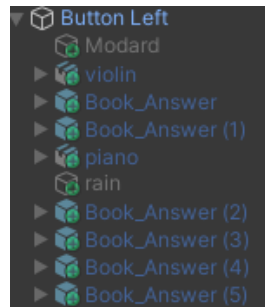 Button Left
Modard
violin
Book_Answer
Book_Answer (1)
piano
rain
Book_Answer (2)
Book_Answer (3)
Book_Answer (4)
Book_Answer (5)